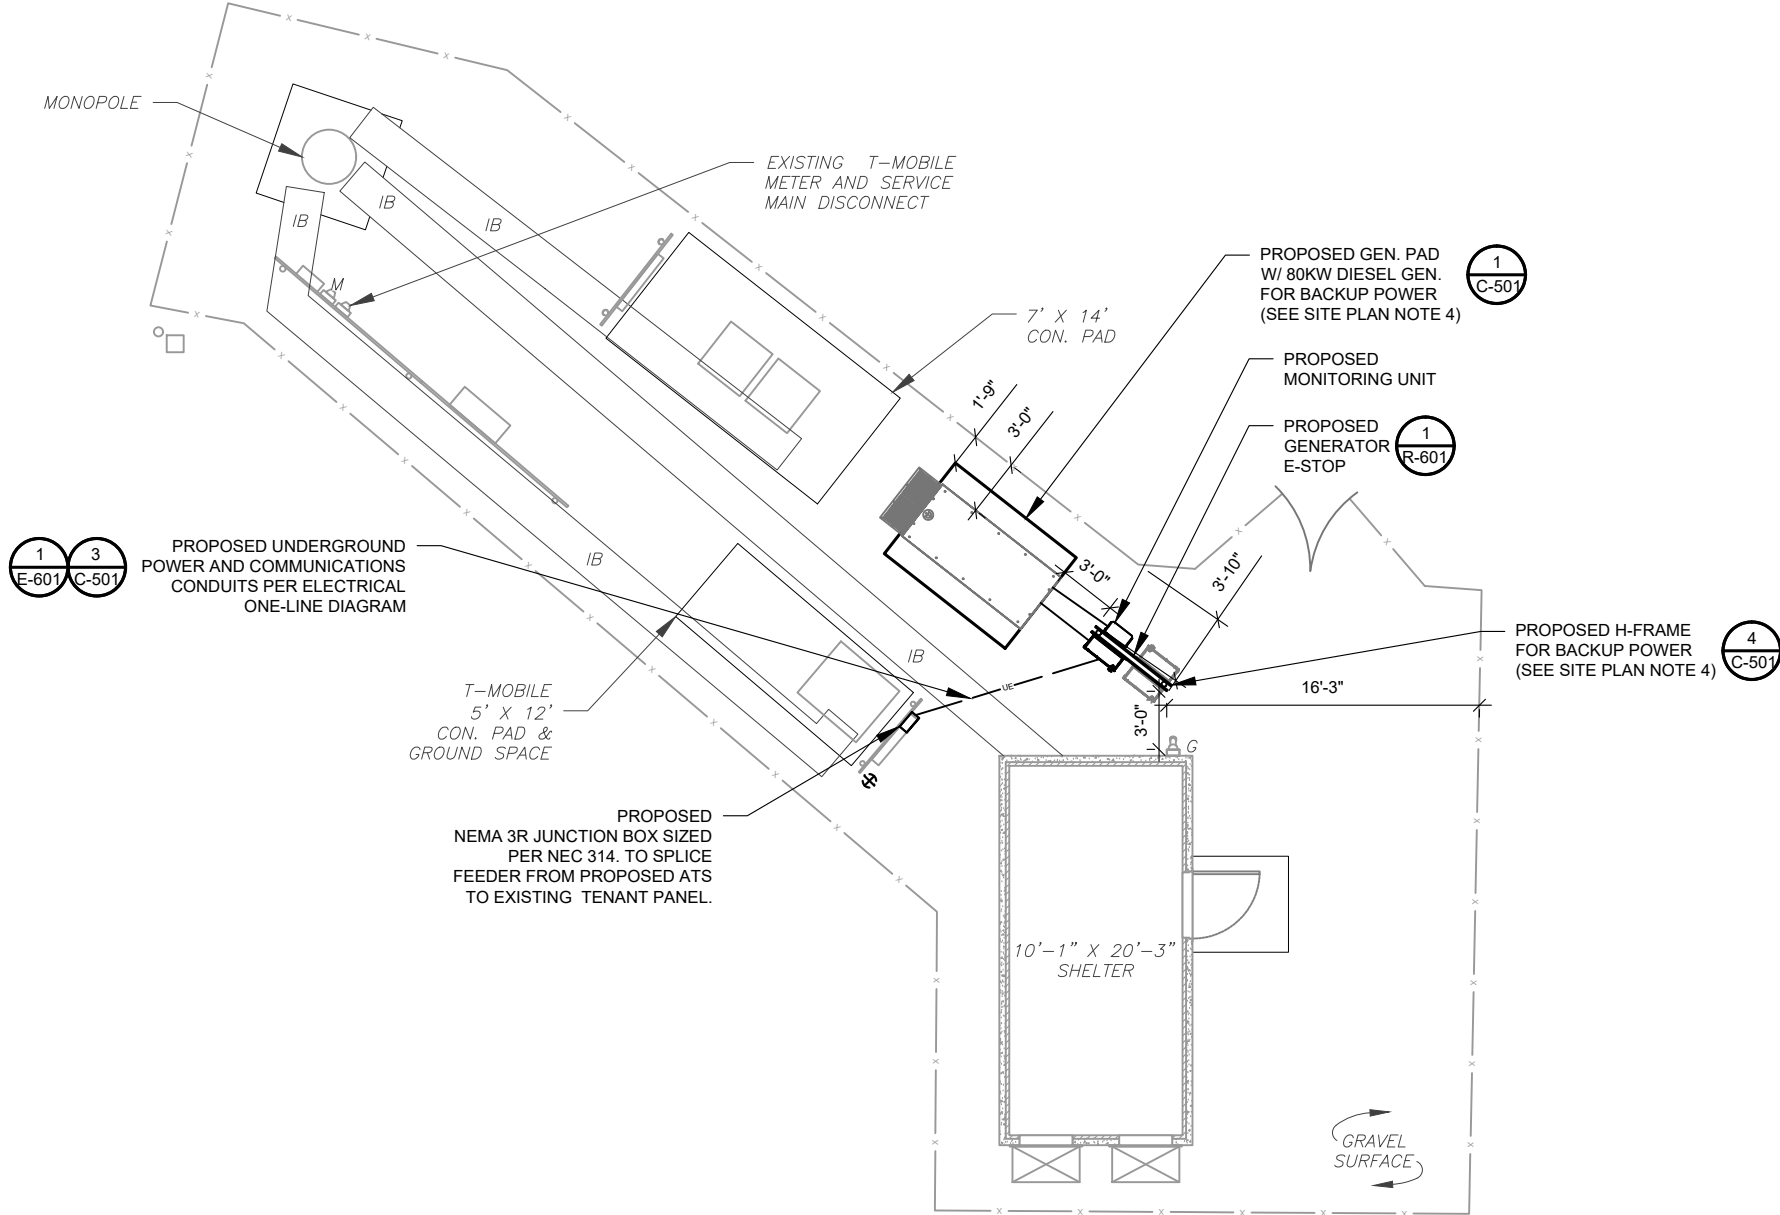 MONOPOLE
EXISTING T-MOBILE
METER AND SERVICE
MAIN DISCONNECT
IB
IB
IB
M
7' X 14'
CON. PAD
PROPOSED GEN. PAD
W/ 80KW DIESEL GEN.
FOR BACKUP POWER
(SEE SITE PLAN NOTE 4)
1
C-501
PROPOSED
MONITORING UNIT
PROPOSED
GENERATOR
E-STOP
1
R-601
1'-9"
3'-0"
3'-0"
3'-10"
1
E-601
3
C-501
PROPOSED UNDERGROUND
POWER AND COMMUNICATIONS
CONDUITS PER ELECTRICAL
ONE-LINE DIAGRAM
IB
IB
UE
PROPOSED H-FRAME
FOR BACKUP POWER
(SEE SITE PLAN NOTE 4)
4
C-501
16'-3"
3'-0"
G
T-MOBILE
5' X 12'
CON. PAD &
GROUND SPACE
PROPOSED
NEMA 3R JUNCTION BOX SIZED
PER NEC 314. TO SPLICE
FEEDER FROM PROPOSED ATS
TO EXISTING TENANT PANEL.
10'-1" X 20'-3"
SHELTER
GRAVEL
SURFACE